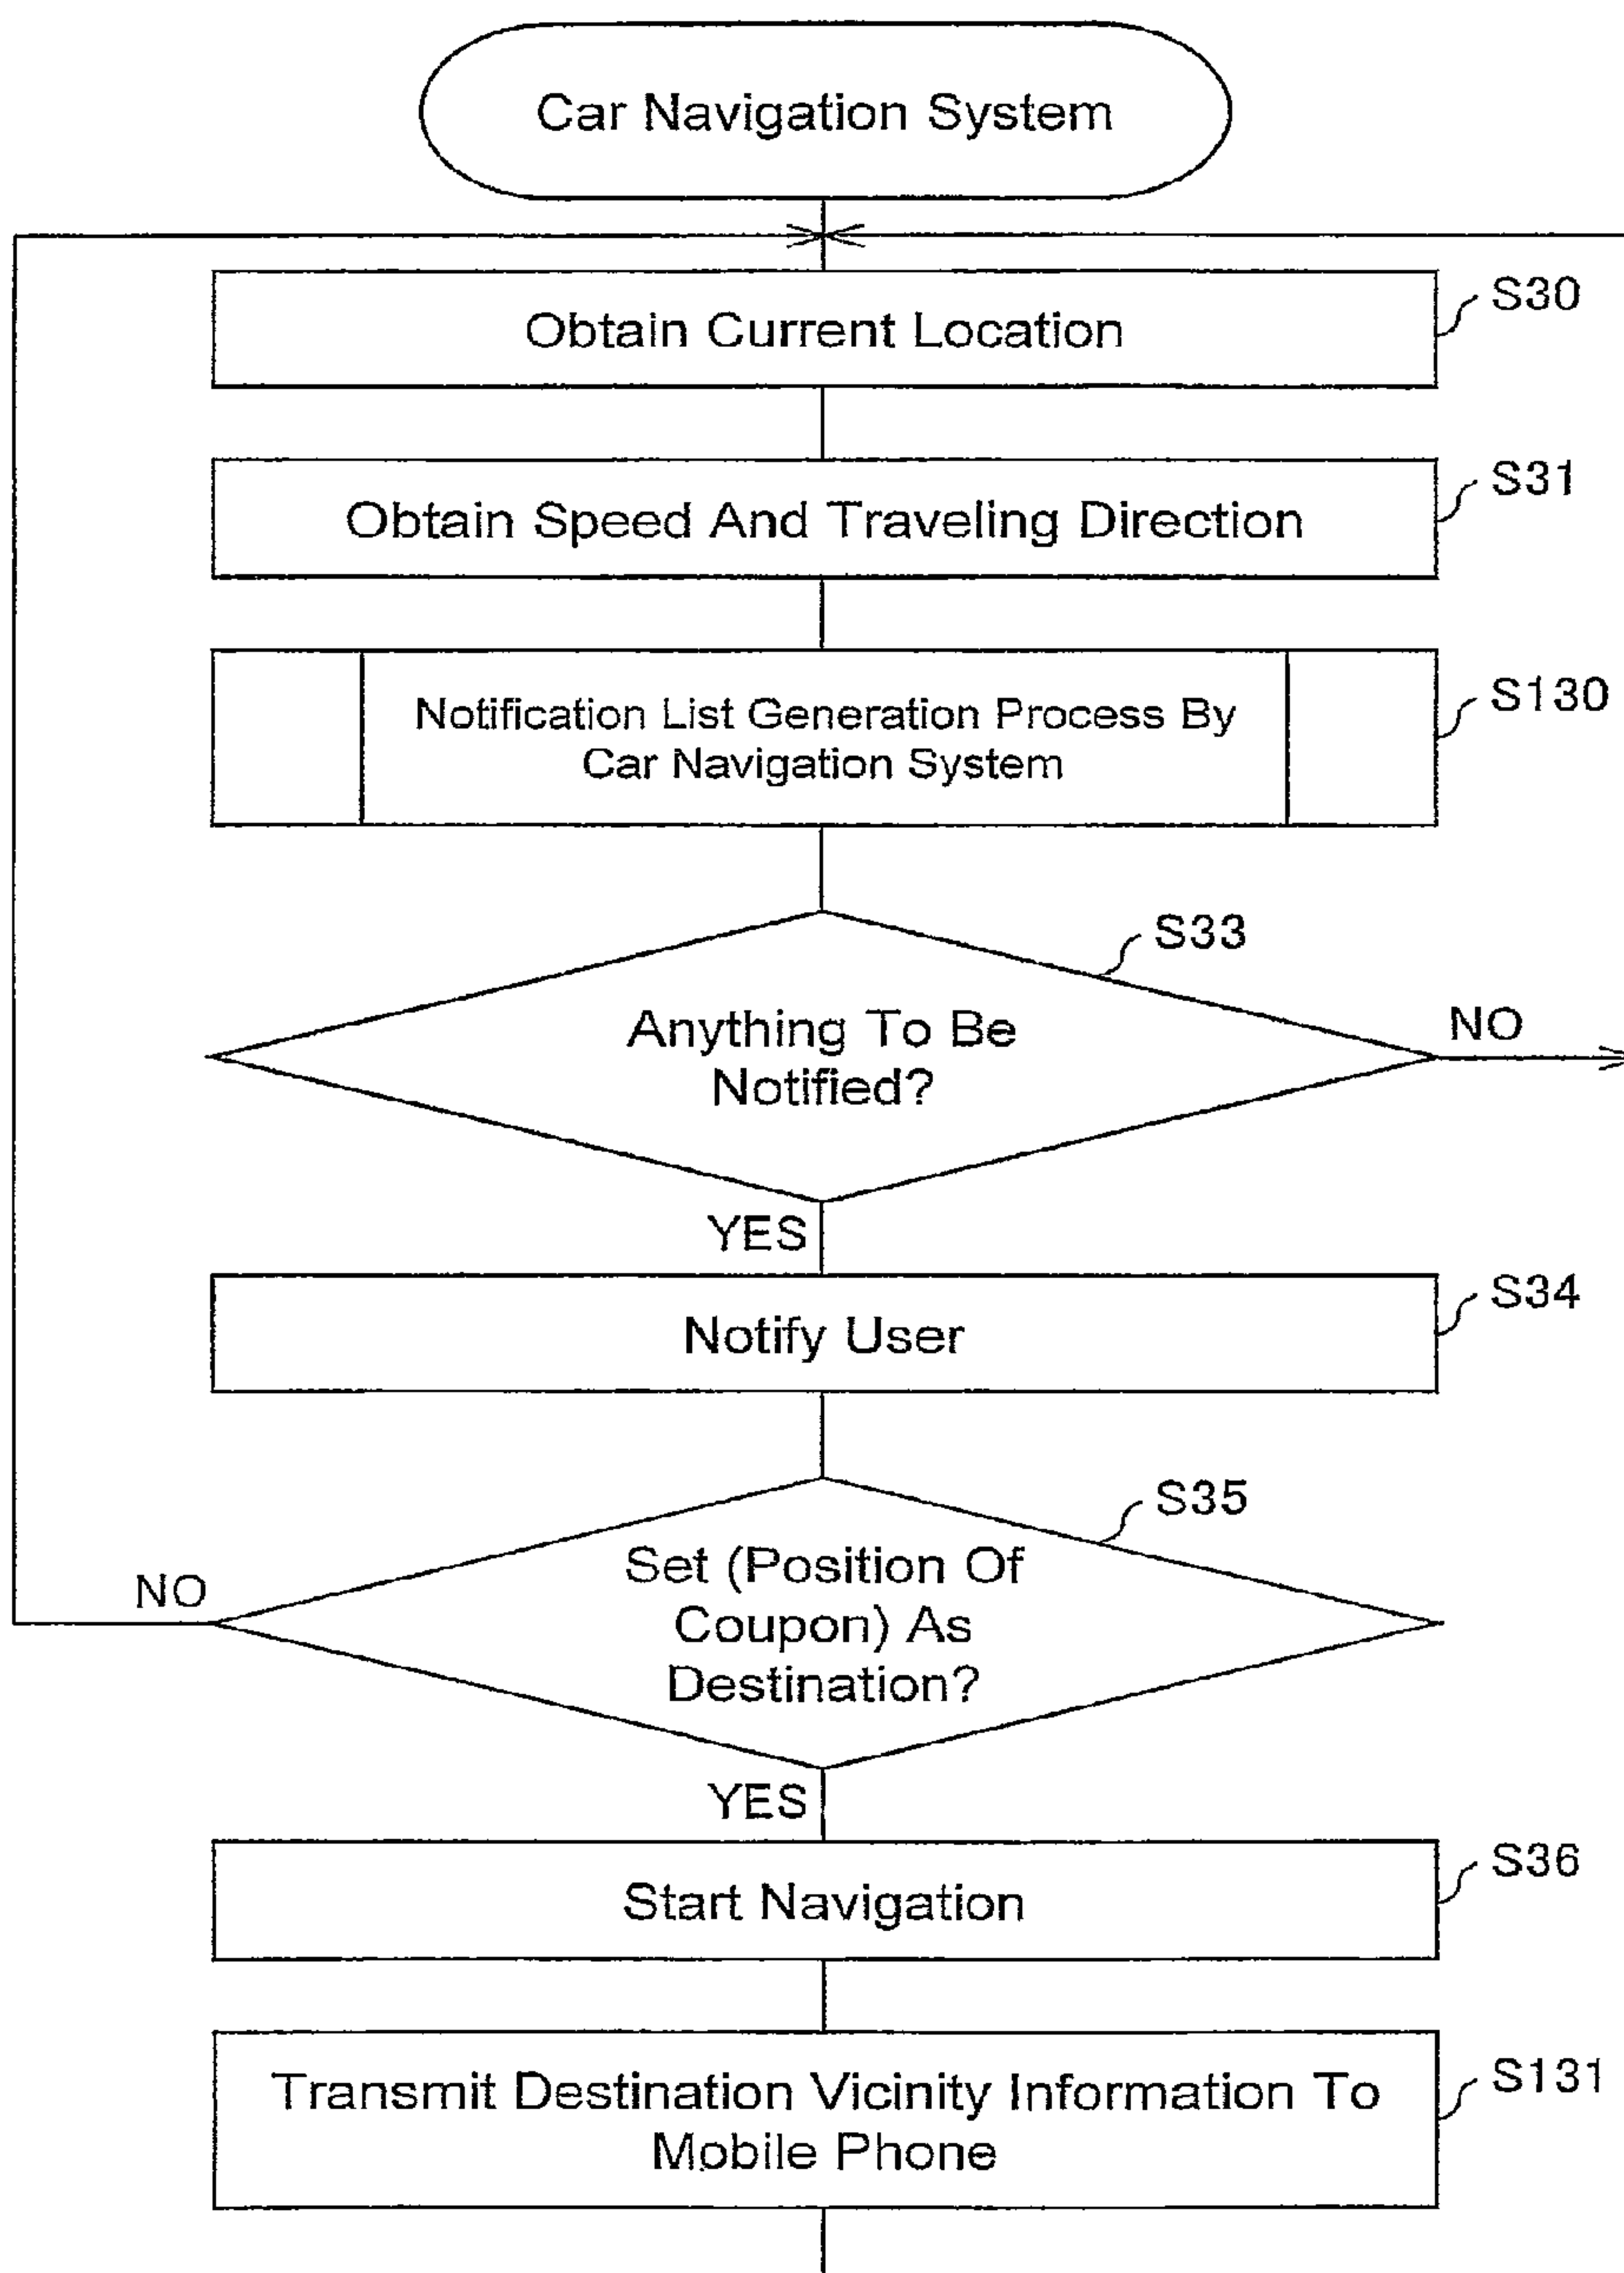 Car Navigation System
S30
Obtain Current Location
S31
Obtain Speed And Traveling Direction
S130
Notification List Generation Process By
Car Navigation System
S33
Anything To Be
Notified?
NO
YES
S34
Notify User
S35
Set (Position Of
Coupon) As
Destination?
NO
YES
S36
Start Navigation
S131
Transmit Destination Vicinity Information To
Mobile Phone